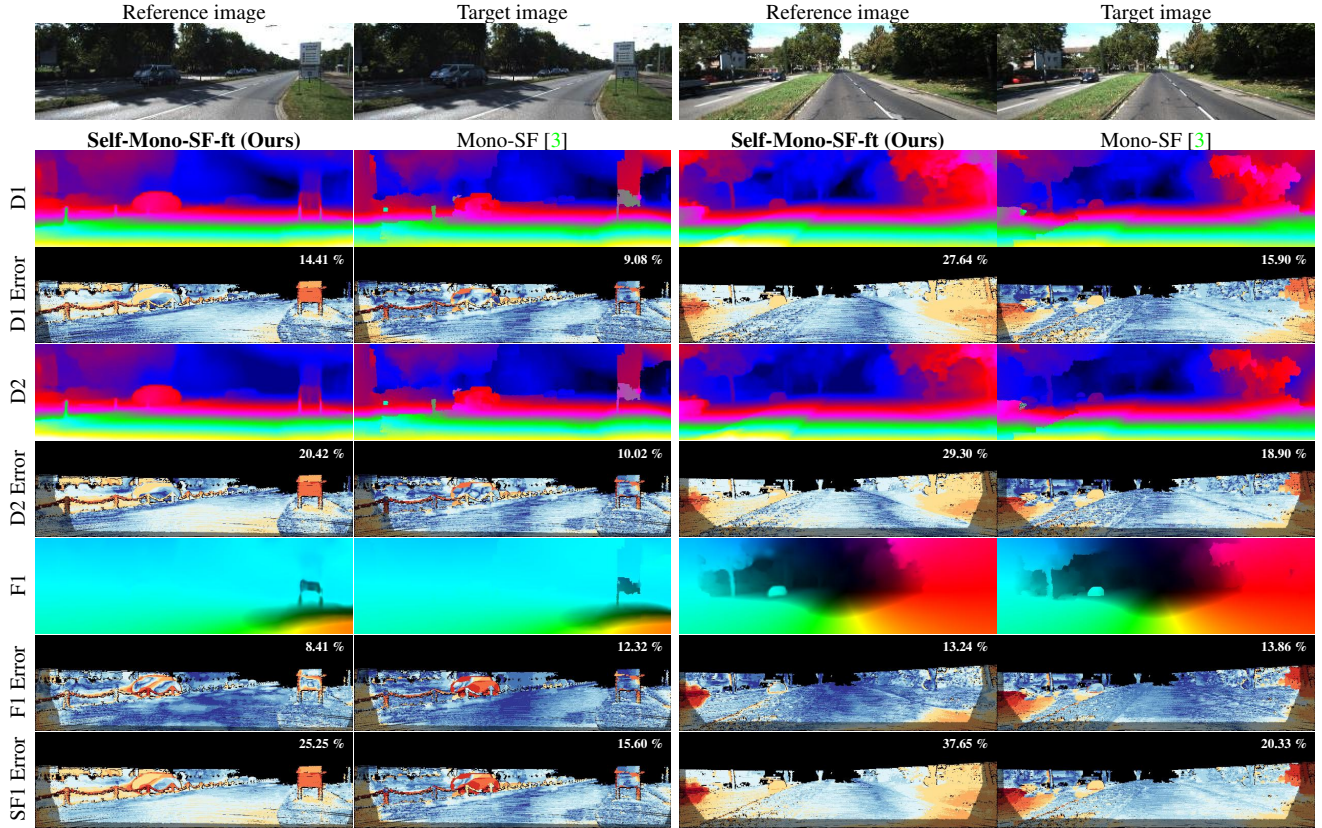 Reference image Target image Reference image Target image
Self-Mono-SF-ft (Ours) Mono-SF [3] Self-Mono-SF-ft (Ours) Mono-SF [3]
D1
D1 Error 14.41 % 9.08 % 27.64 % 15.90 %
D2
D2 Error 20.42 % 10.02 % 29.30 % 18.90 %
F1
F1 Error 8.41 % 12.32 % 13.24 % 13.86 %
SF1 Error 25.25 % 15.60 % 37.65 % 20.33 %